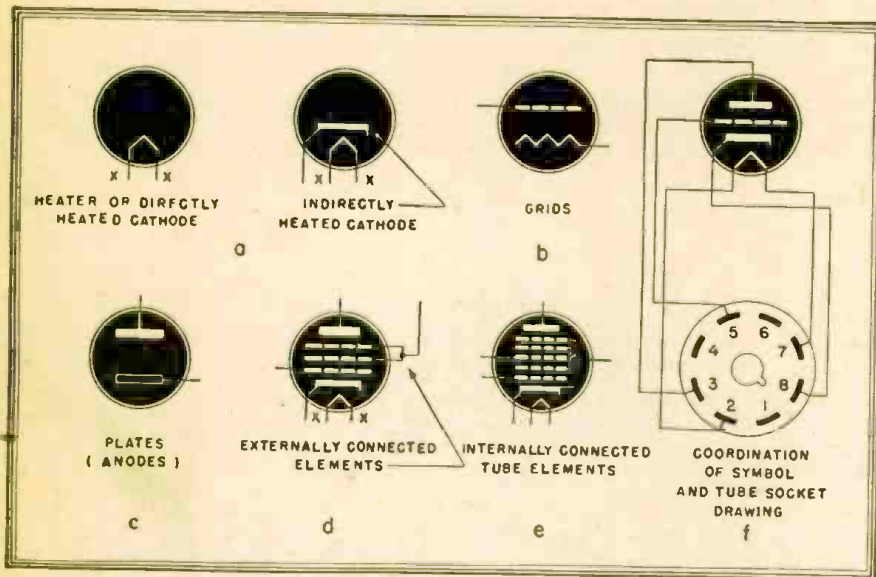 X X
HEATER OR DIRFCTLY
HEATED CATHODE
X X
INDIRECTLY
HEATED CATHODE
a
GRIDS
b
5 6
4 7
3 8
2 1
PLATES
( ANODES )
c
X X
EXTERNALLY CONNECTED
ELEMENTS
d
INTERNALLY CONNECTED
TUBE ELEMENTS
e
COORDINATION
OF SYMBOL
AND TUBE SOCKET
DRAWING
f